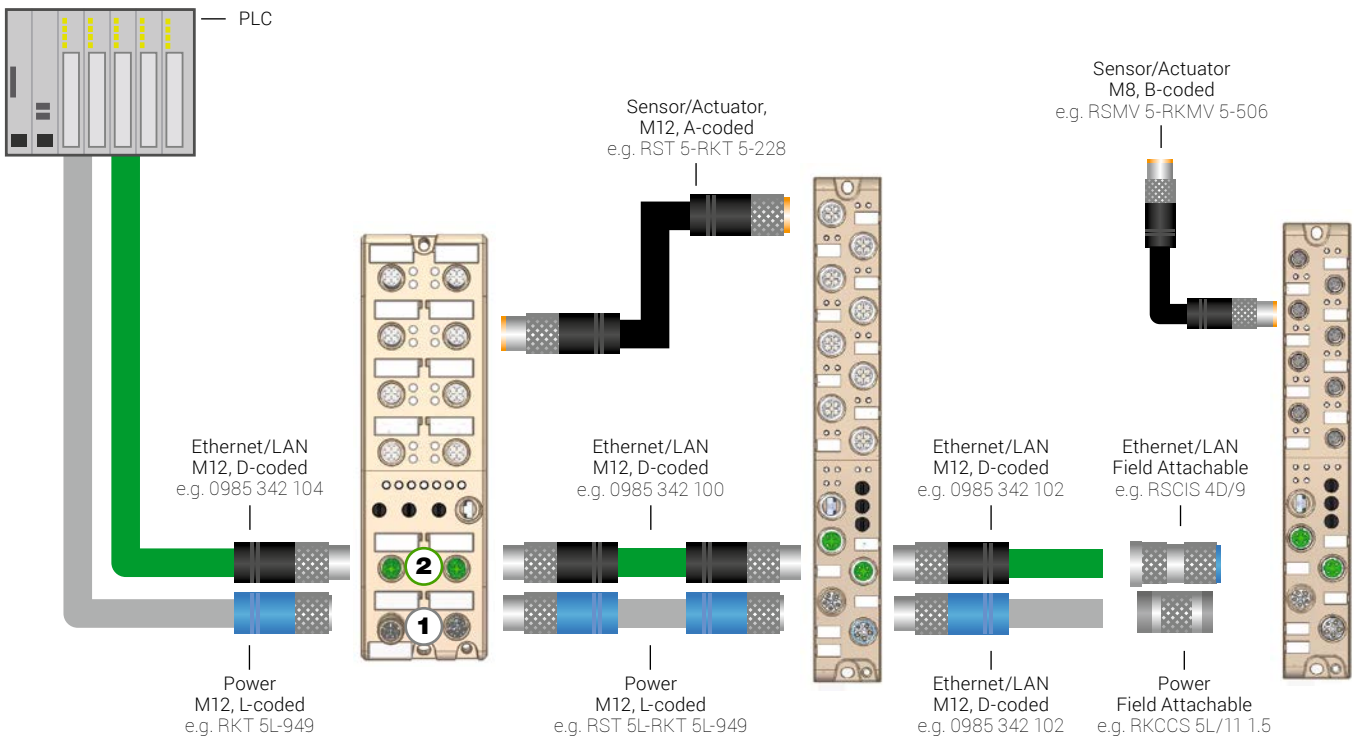 PLC
Sensor/Actuator
M8, B-coded
e.g. RSMV 5-RKMV 5-506
Sensor/Actuator,
M12, A-coded
e.g. RST 5-RKT 5-228
Ethernet/LAN
M12, D-coded
e.g. 0985 342 104
Ethernet/LAN
M12, D-coded
e.g. 0985 342 100
Ethernet/LAN
M12, D-coded
e.g. 0985 342 102
Ethernet/LAN
Field Attachable
e.g. RSCIS 4D/9
2
1
Power
M12, L-coded
e.g. RKT 5L-949
Power
M12, L-coded
e.g. RST 5L-RKT 5L-949
Ethernet/LAN
M12, D-coded
e.g. 0985 342 102
Power
Field Attachable
e.g. RKCCS 5L/11 1.5